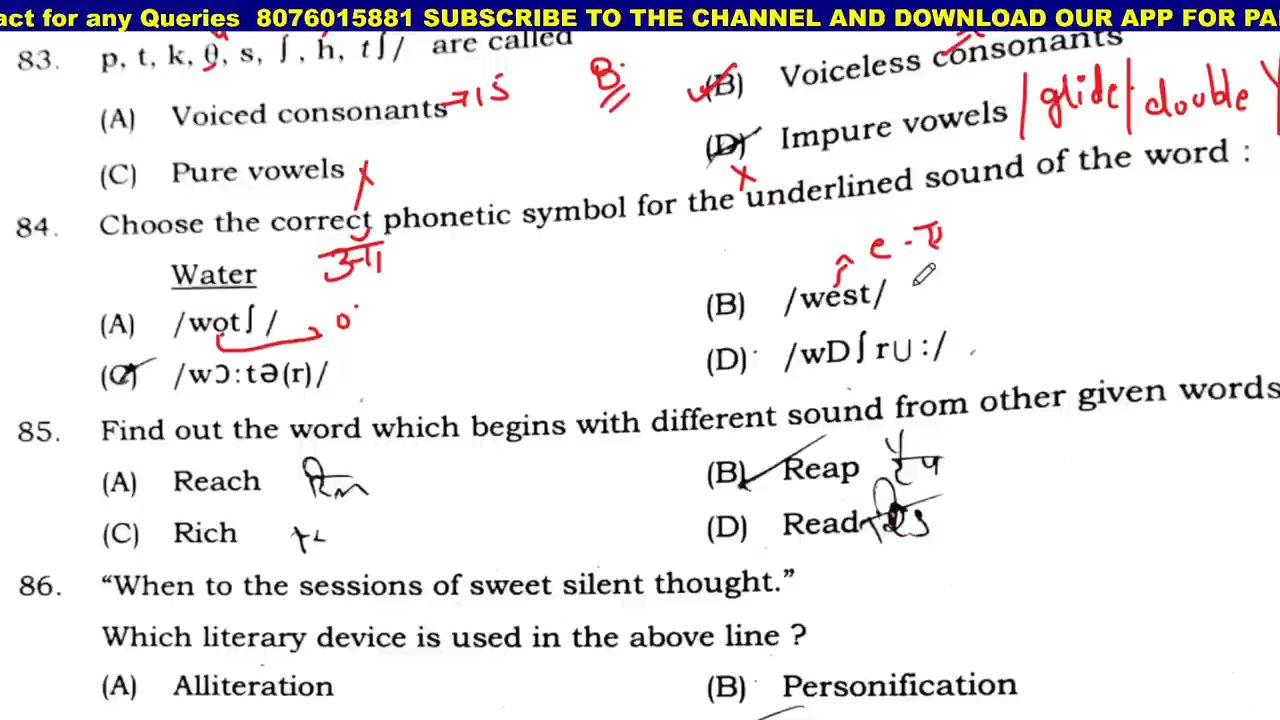 act for any Queries 8076015881 SUBSCRIBE TO THE CHANNEL AND DOWNLOAD OUR APP FOR PA
83. p, t, k, θ, s, ʃ, h, tʃ/ are called B.
(A) Voiced consonants → 15 (B) Voiceless consonants
(C) Pure vowels (D) Impure vowels /glide/double
84. Choose the correct phonetic symbol for the underlined sound of the word :
Water
(A) /wotʃ / o (B) /west/ e - ए
(C) /wɔ:tə(r)/ (D) /wDʃ rU :/
85. Find out the word which begins with different sound from other given words
(A) Reach (B) Reap
(C) Rich (D) Read
86. “When to the sessions of sweet silent thought.”
Which literary device is used in the above line ?
(A) Alliteration (B) Personification